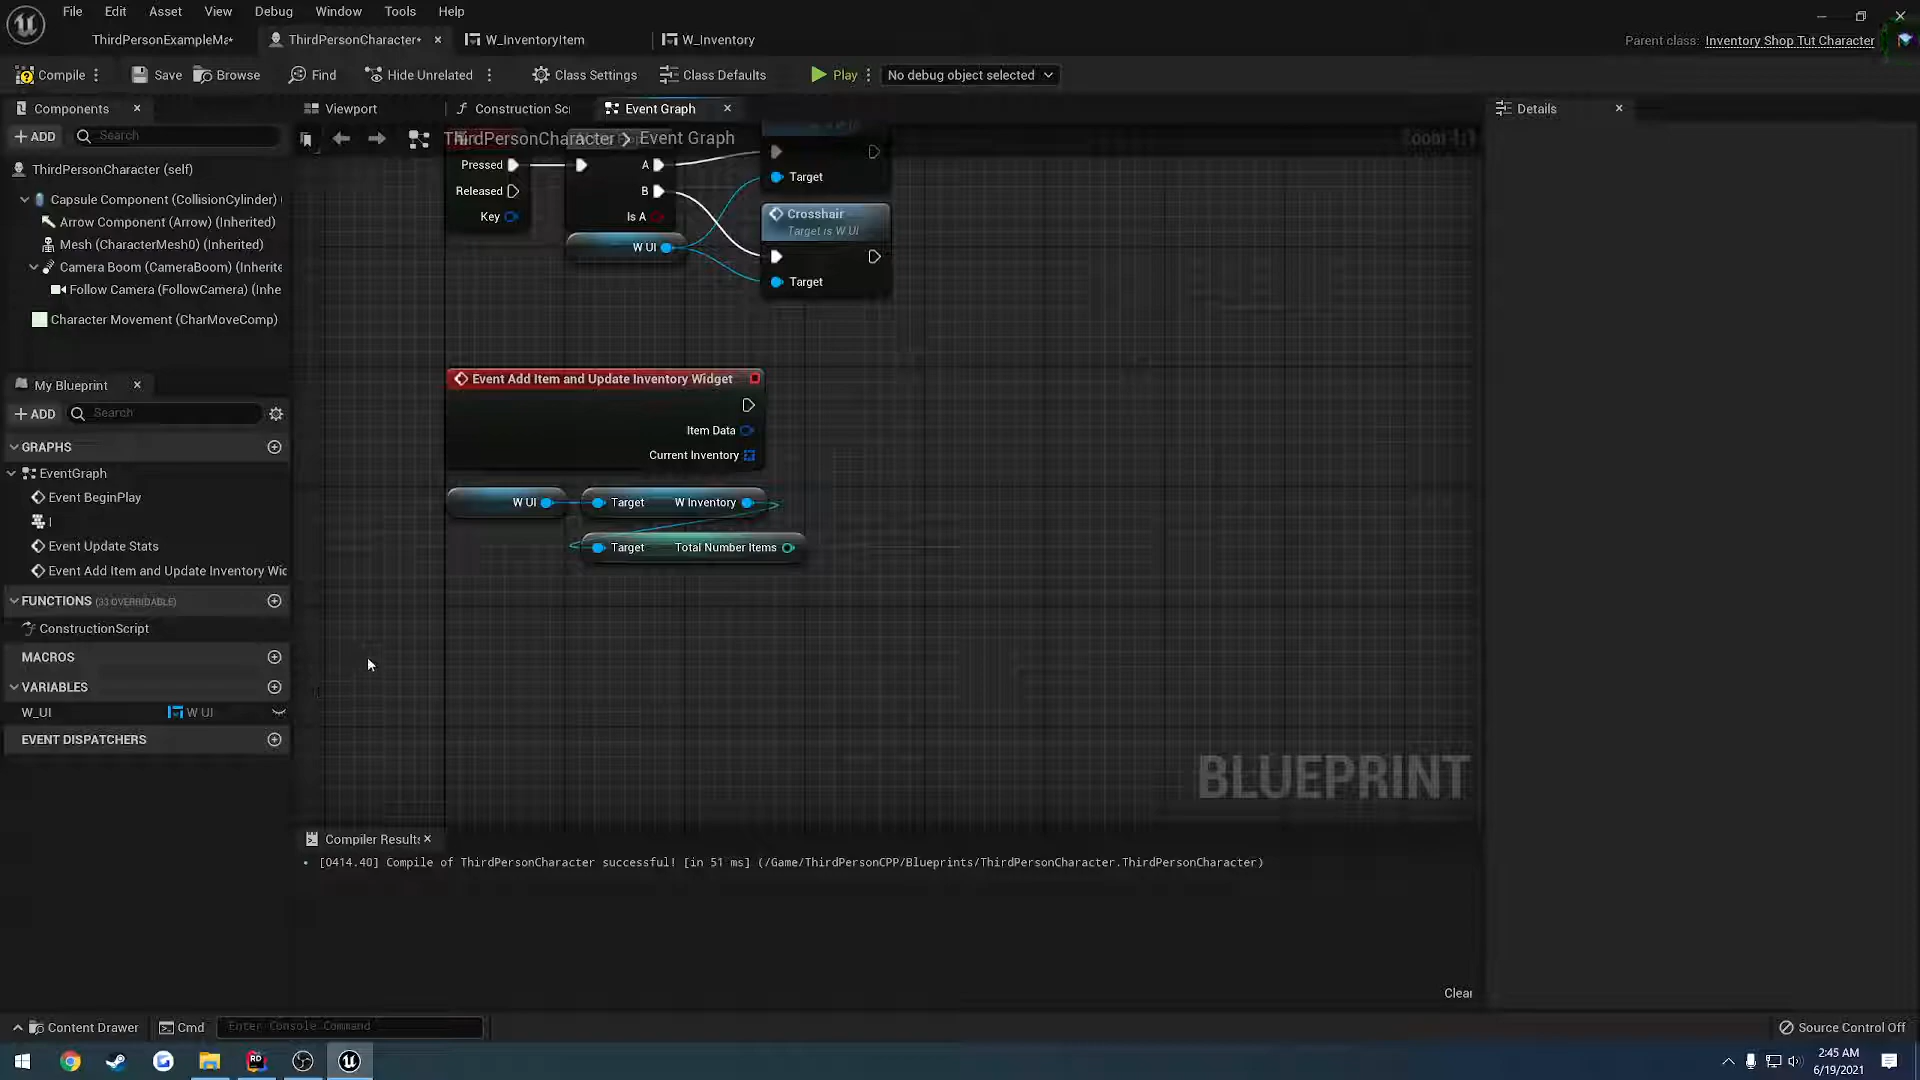 File Edit Asset View Debug Window Tools Help
ThirdPersonExampleMa* ThirdPersonCharacter* W_InventoryItem W_Inventory Parent class: Inventory Shop Tut Character
Compile Save Browse Find Hide Unrelated Class Settings Class Defaults Play No debug object selected
Components Viewport Construction Sc Event Graph Details
ADD Search
ThirdPersonCharacter > Event Graph
ThirdPersonCharacter (self)
Capsule Component (CollisionCylinder) (
Arrow Component (Arrow) (Inherited)
Mesh (CharacterMesh0) (Inherited)
Camera Boom (CameraBoom) (Inherite
Follow Camera (FollowCamera) (Inhe
Character Movement (CharMoveComp)
Pressed A
Released B
Key Is A
W UI
Target
Crosshair
Target is W UI
Target
My Blueprint
ADD Search
GRAPHS
EventGraph
Event BeginPlay
I
Event Update Stats
Event Add Item and Update Inventory Wid
FUNCTIONS (33 OVERRIDABLE)
ConstructionScript
MACROS
VARIABLES
W_UI W UI
EVENT DISPATCHERS
Event Add Item and Update Inventory Widget
Item Data
Current Inventory
W UI Target W Inventory
Target Total Number Items
BLUEPRINT
Compiler Results
[0414.40] Compile of ThirdPersonCharacter successful! [in 51 ms] (/Game/ThirdPersonCPP/Blueprints/ThirdPersonCharacter.ThirdPersonCharacter)
Clear
Content Drawer Cmd Enter Console Command Source Control Off
2:45 AM
6/19/2021